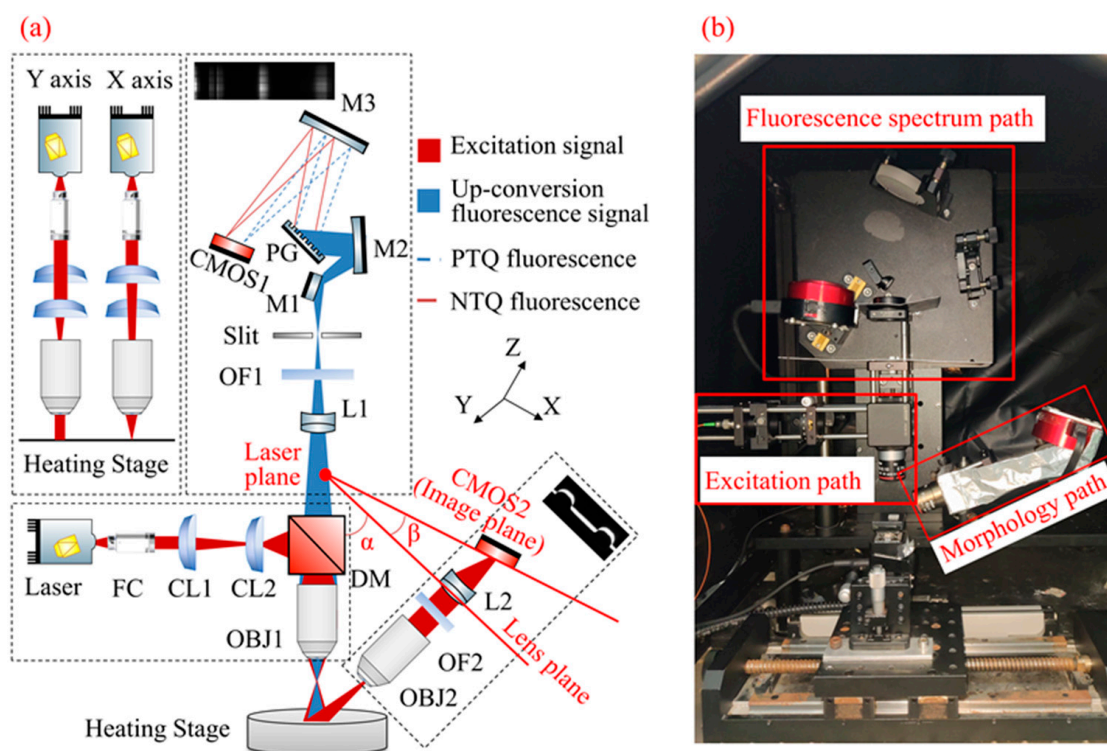 (a)
Y axis
X axis
Heating Stage
M3
CMOS1
PG
M2
M1
Slit
OF1
L1
Excitation signal
Up-conversion
fluorescence signal
PTQ fluorescence
NTQ fluorescence
Z
Y
X
Laser
plane
CMOS2
(Image plane)
α
β
Laser
FC
CL1
CL2
DM
OBJ1
L2
OF2
OBJ2
Lens plane
Heating Stage
(b)
Fluorescence spectrum path
Excitation path
Morphology path